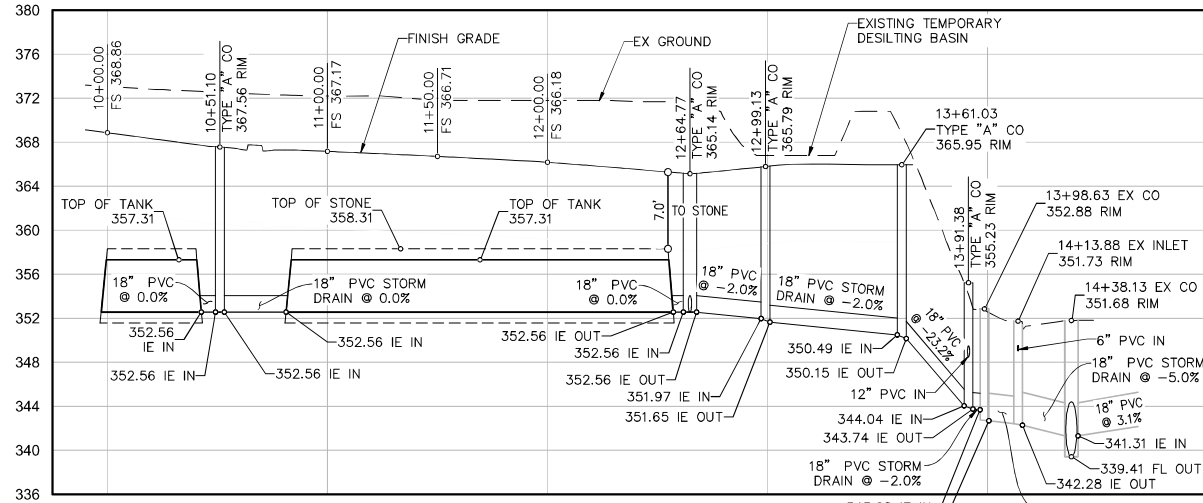 380
376
372
368
364
360
356
352
348
344
340
336
10+00.00
FS 368.86
10+51.10
TYPE "A" CO
367.56 RIM
FINISH GRADE
11+00.00
FS 367.17
11+50.00
FS 366.71
12+00.00
FS 366.18
EX GROUND
12+64.77
TYPE "A" CO
365.14 RIM
12+99.13
TYPE "A" CO
365.79 RIM
EXISTING TEMPORARY
DESILTING BASIN
13+61.03
TYPE "A" CO
365.95 RIM
13+91.38
TYPE "A" CO
355.23 RIM
13+98.63 EX CO
352.88 RIM
14+13.88 EX INLET
351.73 RIM
14+38.13 EX CO
351.68 RIM
TOP OF TANK
357.31
TOP OF STONE
358.31
TOP OF TANK
357.31
7.0'
TO STONE
18" PVC
@ 0.0%
18" PVC STORM
DRAIN @ 0.0%
18" PVC
@ 0.0%
18" PVC
@ -2.0%
18" PVC STORM
DRAIN @ -2.0%
18" PVC
@ -23.2%
6" PVC IN
18" PVC STORM
DRAIN @ -5.0%
18" PVC
@ 3.1%
352.56
IE IN
352.56 IE IN
352.56 IE IN
352.56 IE IN
352.56 IE OUT
352.56 IE IN
352.56 IE OUT
351.97 IE IN
351.65 IE OUT
350.49 IE IN
350.15 IE OUT
12" PVC IN
344.04 IE IN
343.74 IE OUT
18" PVC STORM
DRAIN @ -2.0%
341.31 IE IN
339.41 FL OUT
342.28 IE OUT